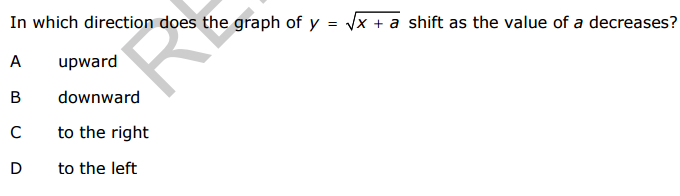 In which direction does the graph of y = √x + a shift as the value of a decreases?
A upward
B downward
C to the right
D to the left